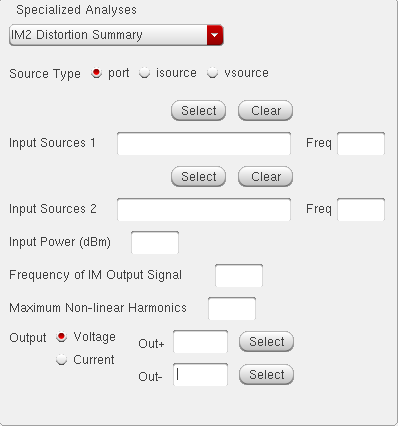 Specialized Analyses
IM2 Distortion Summary
Source Type port isource vsource
Select Clear
Input Sources 1 Freq
Select Clear
Input Sources 2 Freq
Input Power (dBm)
Frequency of IM Output Signal
Maximum Non-linear Harmonics
Output Voltage Out+ Select
Current
Out- Select